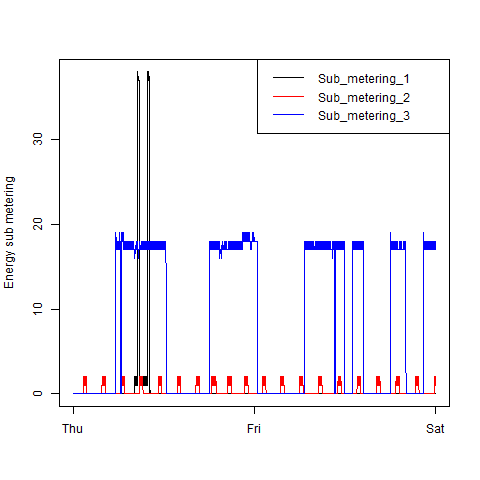 Sub_metering_1
Sub_metering_2
Sub_metering_3
Energy sub metering
30
20
10
0
Thu
Fri
Sat